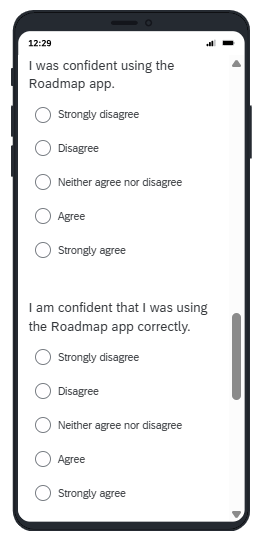 12:29
I was confident using the
Roadmap app.
Strongly disagree
Disagree
Neither agree nor disagree
Agree
Strongly agree
I am confident that I was using
the Roadmap app correctly.
Strongly disagree
Disagree
Neither agree nor disagree
Agree
Strongly agree